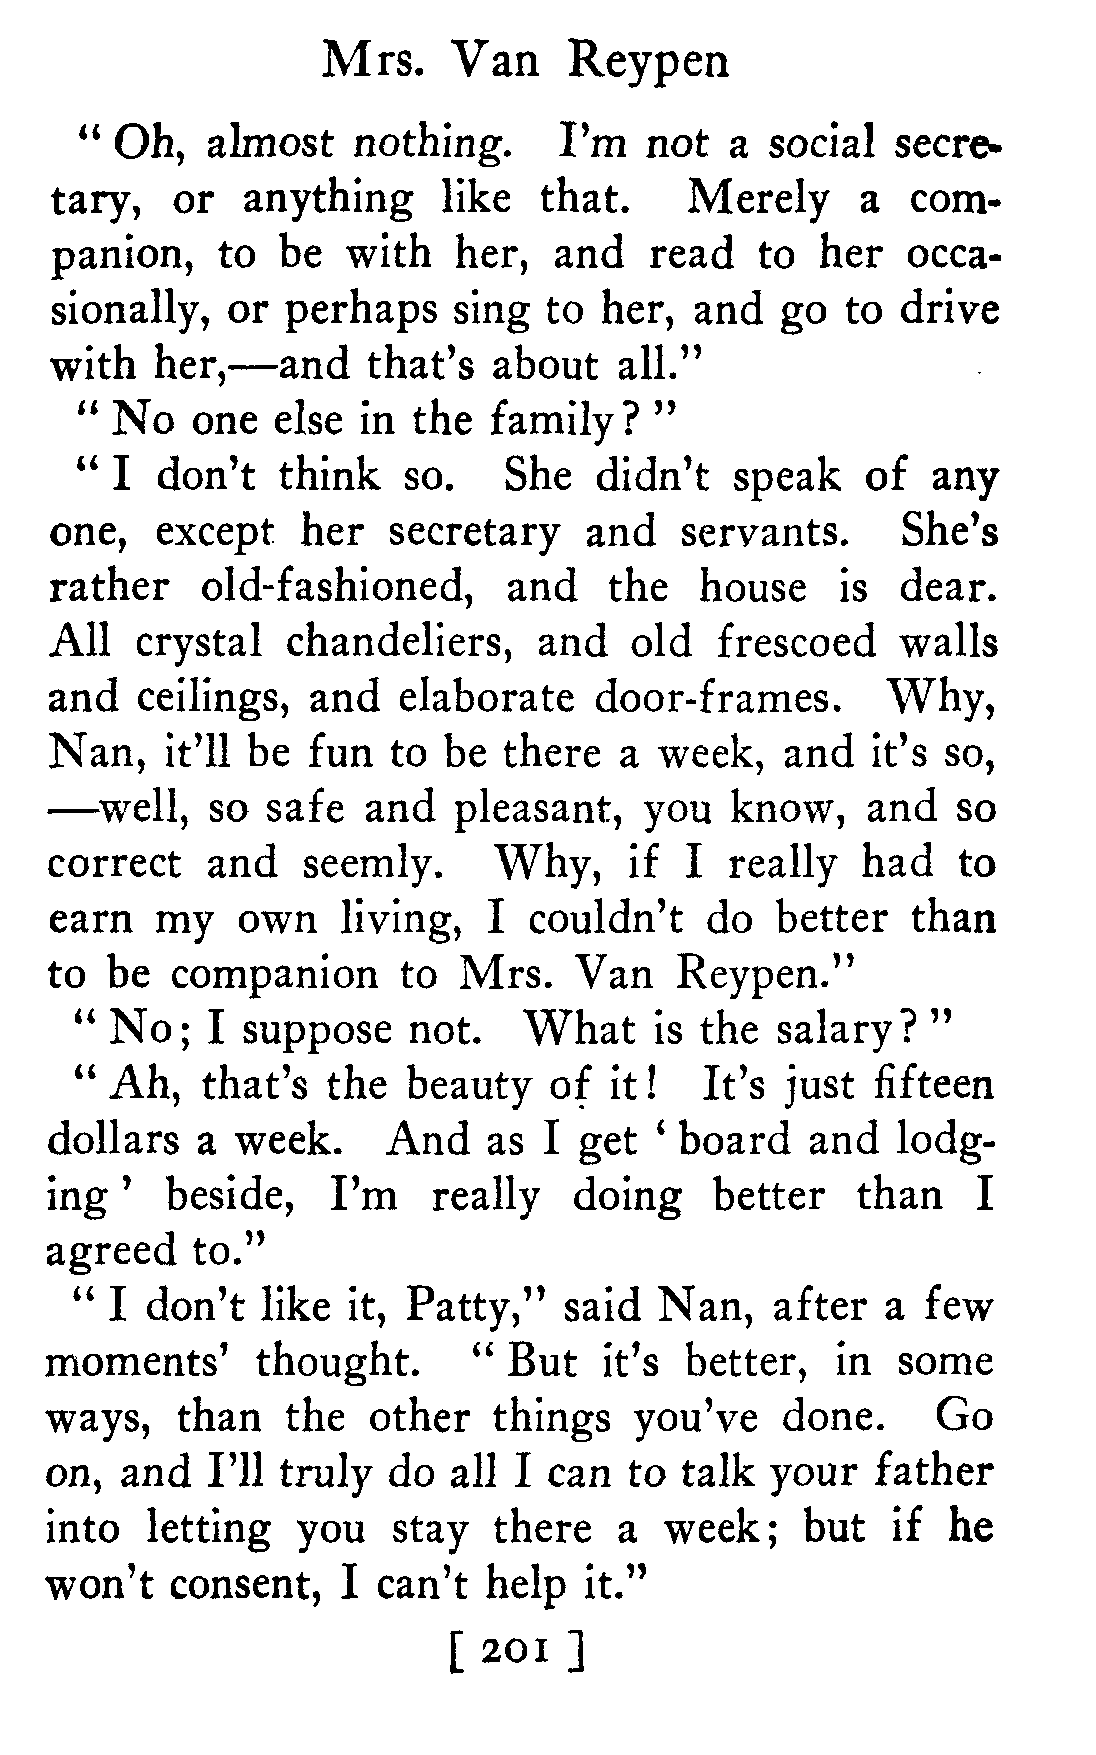 Mrs. Van Reypen
“ Oh, almost nothing. I’m not a social secre-
tary, or anything like that. Merely a com-
panion, to be with her, and read to her occa-
sionally, or perhaps sing to her, and go to drive
with her,—and that’s about all.”
“ No one else in the family? ”
“ I don’t think so. She didn’t speak of any
one, except her secretary and servants. She’s
rather old-fashioned, and the house is dear.
All crystal chandeliers, and old frescoed walls
and ceilings, and elaborate door-frames. Why,
Nan, it’ll be fun to be there a week, and it’s so,
—well, so safe and pleasant, you know, and so
correct and seemly. Why, if I really had to
earn my own living, I couldn’t do better than
to be companion to Mrs. Van Reypen.”
“ No; I suppose not. What is the salary? ”
“ Ah, that’s the beauty of it! It’s just fifteen
dollars a week. And as I get ‘ board and lodg-
ing ’ beside, I’m really doing better than I
agreed to.”
“ I don’t like it, Patty,” said Nan, after a few
moments’ thought. “ But it’s better, in some
ways, than the other things you’ve done. Go
on, and I’ll truly do all I can to talk your father
into letting you stay there a week; but if he
won’t consent, I can’t help it.”
[ 201 ]